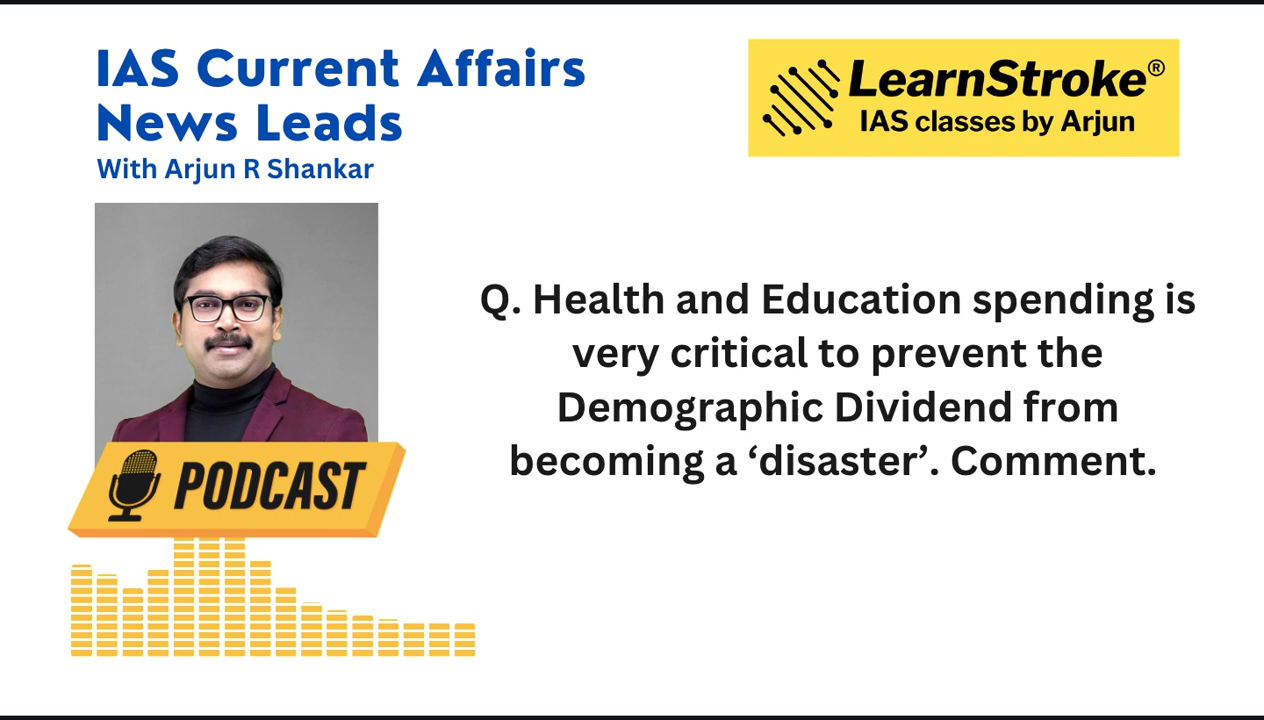 IAS Current Affairs
News Leads
With Arjun R Shankar
LearnStroke®
IAS classes by Arjun
Q. Health and Education spending is
very critical to prevent the
Demographic Dividend from
becoming a ‘disaster’. Comment.
PODCAST